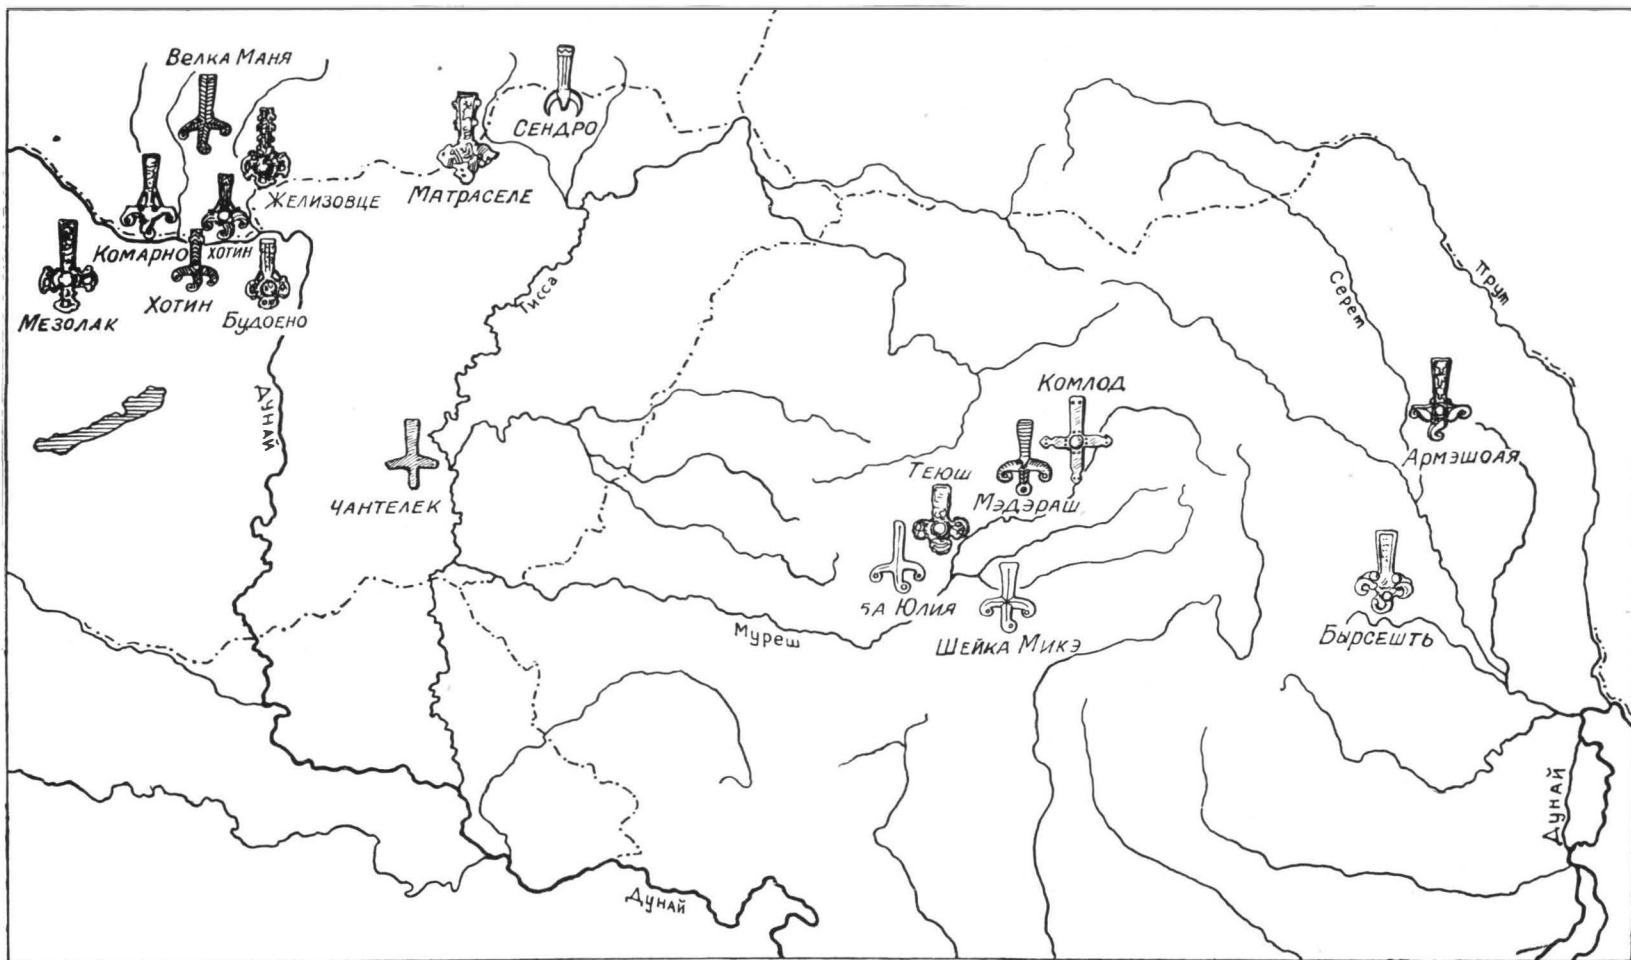 Велка Маня
Сендро
Желизовце
Матраселе
Комарно
Хотин
Хотин
Мезолак
Будоено
Тисса
Серет
Прут
Дунай
Комлод
Армэшоая
Теюш
Мэдэраш
Чантелек
5А Юлия
Шейка Микэ
Муреш
Бырсешть
Дунай
Дунай